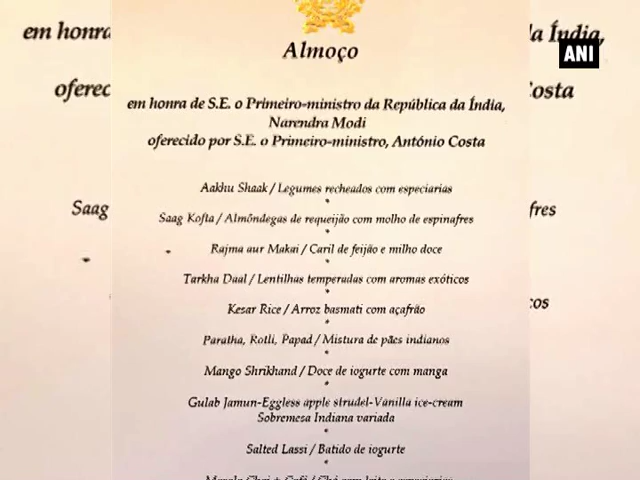 Almoço
em honra de S.E. o Primeiro-ministro da República da Índia,
Narendra Modi
oferecido por S.E. o Primeiro-ministro, António Costa
Aakhu Shaak / Legumes recheados com especiarias
*
Saag Kofta / Almôndegas de requeijão com molho de espinafres
*
Rajma aur Makai / Caril de feijão e milho doce
*
Tarkha Daal / Lentilhas temperadas com aromas exóticos
*
Kesar Rice / Arroz basmati com açafrão
*
Paratha, Rotli, Papad / Mistura de pães indianos
*
Mango Shrikhand / Doce de iogurte com manga
*
Gulab Jamun-Eggless apple strudel-Vanilla ice-cream
Sobremesa Indiana variada
*
Salted Lassi / Batido de iogurte
*
em honra
oferec
Saag
la Índia,
Costa
fres
cos
ANI